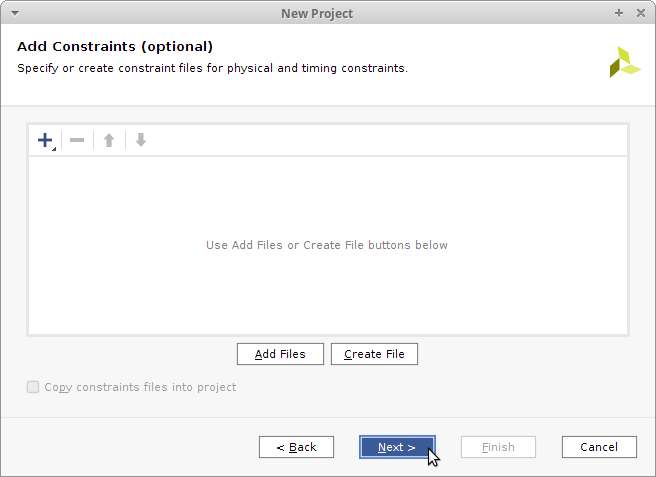 New Project
Add Constraints (optional)
Specify or create constraint files for physical and timing constraints.
Use Add Files or Create File buttons below
Add Files
Create File
Copy constraints files into project
< Back
Next >
Finish
Cancel